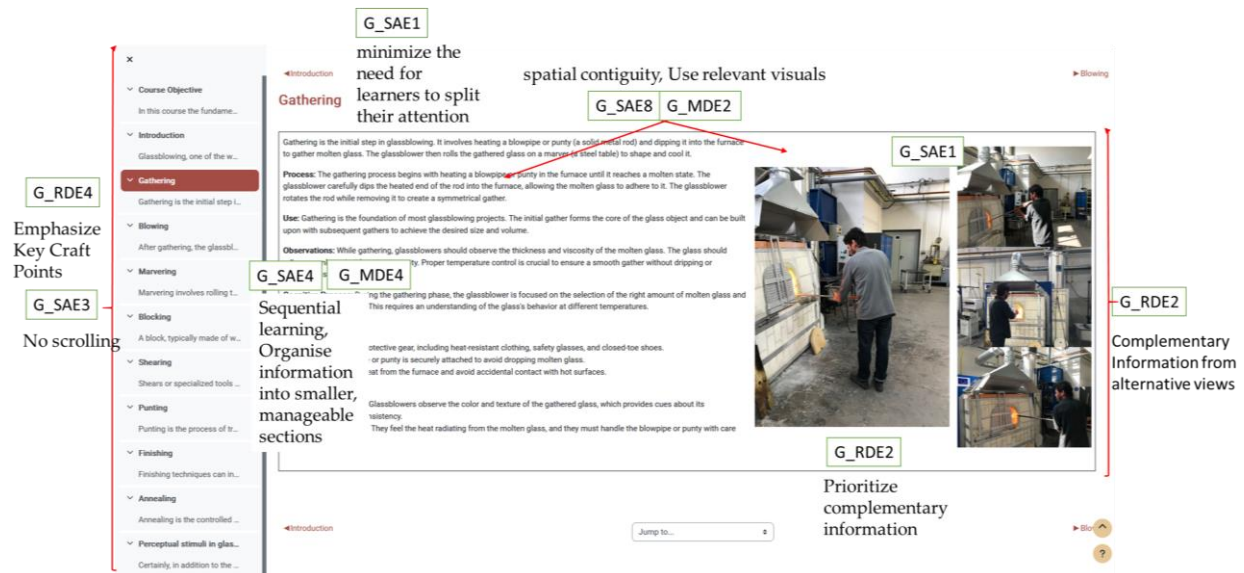 G_SAE1
minimize the
need for
learners to split
their attention
spatial contiguity, Use relevant visuals
G_SAE8 G_MDE2
G_RDE4
Emphasize
Key Craft
Points
G_SAE3
No scrolling
×
Course Objective
In this course the fundame...
Introduction
Glassblowing, one of the w...
Gathering
Gathering is the initial step i...
Blowing
After gathering, the glassbl...
Marvering
Marvering involves rolling t...
Blocking
A block, typically made of w...
Shearing
Shears or specialized tools ...
Punting
Punting is the process of tr...
Finishing
Finishing techniques can in...
Annealing
Annealing is the controlled ...
Perceptual stimuli in glas...
Certainly, in addition to the ...
◀Introduction
▶Blowing
Gathering
Gathering is the initial step in glassblowing. It involves heating a blowpipe or punty (a solid metal rod) and dipping it into the furnace
to gather molten glass. The glassblower then rolls the gathered glass on a marver (a steel table) to shape and cool it.
Process: The gathering process begins with heating a blowpipe or punty in the furnace until it reaches a molten state. The
glassblower carefully dips the heated end of the rod into the furnace, allowing the molten glass to adhere to it. The glassblower
rotates the rod while removing it to create a symmetrical gather.
Use: Gathering is the foundation of most glassblowing projects. The initial gather forms the core of the glass object and can be built
upon with subsequent gathers to achieve the desired size and volume.
Observations: While gathering, glassblowers should observe the thickness and viscosity of the molten glass. The glass should
Proper temperature control is crucial to ensure a smooth gather without dripping or
the gathering phase, the glassblower is focused on the selection of the right amount of molten glass and
This requires an understanding of the glass's behavior at different temperatures.
gear, including heat-resistant clothing, safety glasses, and closed-toe shoes.
or punty is securely attached to avoid dropping molten glass.
from the furnace and avoid accidental contact with hot surfaces.
Glassblowers observe the color and texture of the gathered glass, which provides cues about its
They feel the heat radiating from the molten glass, and they must handle the blowpipe or punty with care
G_SAE4 G_MDE4
Sequential
learning,
Organise
information
into smaller,
manageable
sections
G_SAE1
G_RDE2
Complementary
Information from
alternative views
G_RDE2
Prioritize
complementary
information
◀Introduction
Jump to...
?